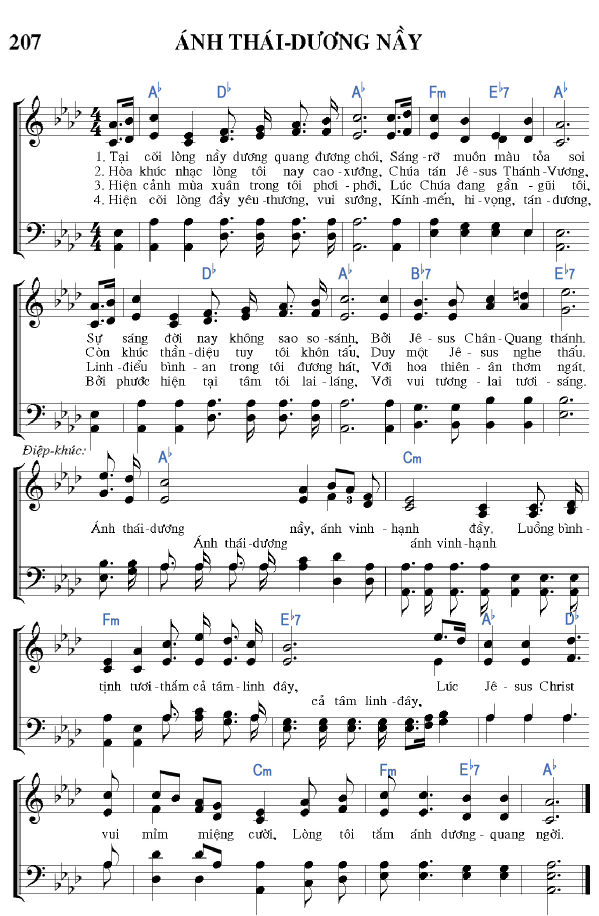 207 ÁNH THÁI-DƯƠNG NẦY
A♭ D♭ A♭ Fm E♭7 A♭
1. Tại cõi lòng nầy dương quang đương chói, Sáng-rỡ muôn màu tỏa soi
2. Hòa khúc nhạc lòng tôi nay cao-xướng, Chúa tán Jê-sus Thánh-Vương,
3. Hiện cảnh mùa xuân trong tôi phơi-phới, Lúc Chúa đang gần-gũi tôi,
4. Hiện cõi lòng đầy yêu-thương, vui sướng, Kính-mến, hi-vọng, tán-dương,
D♭ A♭ B♭7 E♭7
Sự sáng đời nay không sao so-sánh, Bởi Jê-sus Chân-Quang thánh.
Còn khúc thần-diệu tuy tôi khôn tấu, Duy một Jê-sus nghe thấu.
Linh-điểu bình-an trong tôi đương hát, Với hoa thiên-ân thơm ngát.
Bởi phước hiện tại tâm tôi lai-láng, Với vui tương-lai tươi-sáng.
Điệp-khúc:
A♭ Cm
3
Ánh thái-dương nầy, ánh vinh-hạnh đầy. Luồng bình-
Ánh thái-dương ánh vinh-hạnh
Fm E♭7 A♭ D♭
tịnh tươi-thắm cả tâm-linh đầy, Lúc Jê-sus Christ
cả tâm linh-đầy.
Cm Fm E♭7 A♭
vui mỉm miệng cười. Lòng tôi tắm ánh dương-quang ngời.